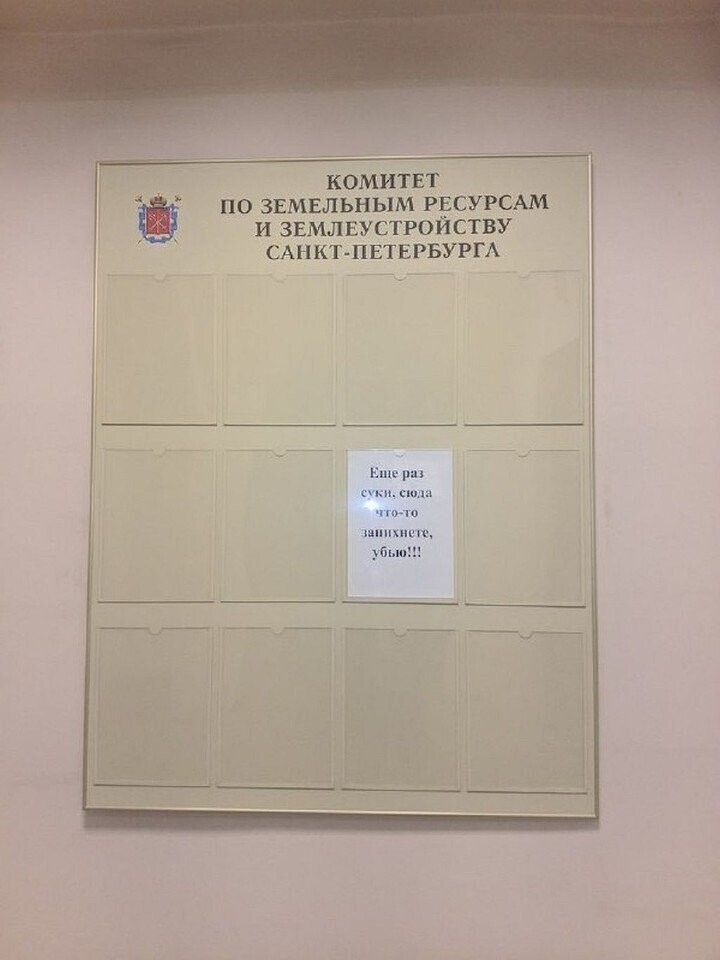 КОМИТЕТ
ПО ЗЕМЕЛЬНЫМ РЕСУРСАМ
И ЗЕМЛЕУСТРОЙСТВУ
САНКТ-ПЕТЕРБУРГА
Еще раз
суки, сюда
что-то
запихнете,
убью!!!